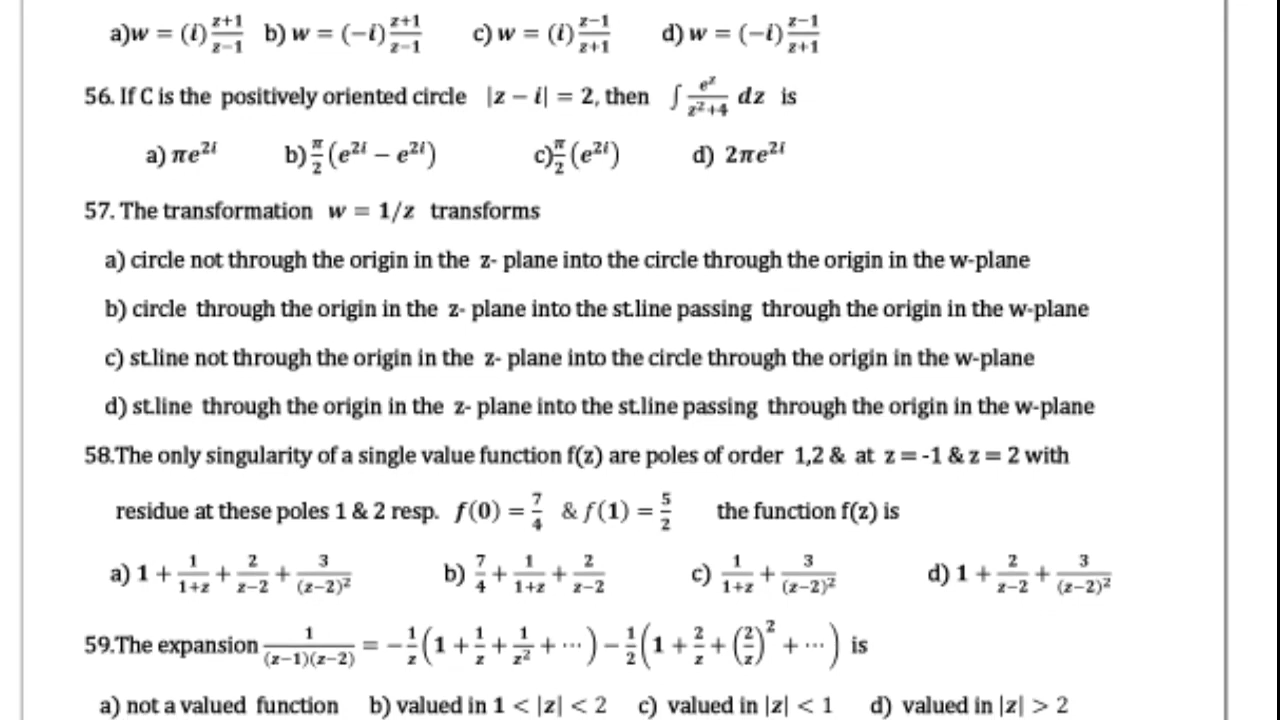 a)w = (i) z+1/z−1 b) w = (−i) z+1/z−1 c) w = (i) z−1/z+1 d) w = (−i) z−1/z+1
56. If C is the positively oriented circle |z − i| = 2, then ∫ e^z/z²+4 dz is
a) πe^2i b) π/2 (e^2i − e^2i) c) π/2 (e^2i) d) 2πe^2i
57. The transformation w = 1/z transforms
a) circle not through the origin in the z- plane into the circle through the origin in the w-plane
b) circle through the origin in the z- plane into the st.line passing through the origin in the w-plane
c) st.line not through the origin in the z- plane into the circle through the origin in the w-plane
d) st.line through the origin in the z- plane into the st.line passing through the origin in the w-plane
58.The only singularity of a single value function f(z) are poles of order 1,2 & at z = -1 & z = 2 with
residue at these poles 1 & 2 resp. f(0) = 7/4 & f(1) = 5/2 the function f(z) is
a) 1 + 1/1+z + 2/z−2 + 3/(z−2)² b) 7/4 + 1/1+z + 2/z−2 c) 1/1+z + 3/(z−2)² d) 1 + 2/z−2 + 3/(z−2)²
59.The expansion 1/(z−1)(z−2) = −1/z (1 + 1/z + 1/z² + ⋯) − 1/2 (1 + 2/z + (2/z)² + ⋯) is
a) not a valued function b) valued in 1 < |z| < 2 c) valued in |z| < 1 d) valued in |z| > 2